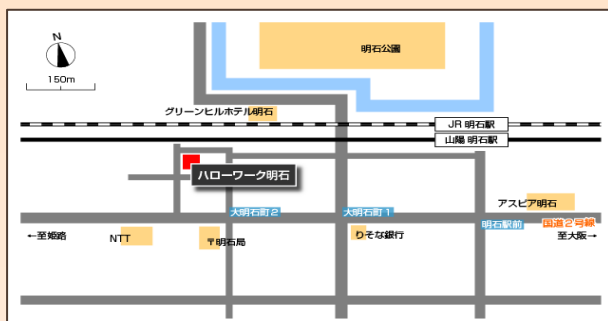 N
150m
明石公園
グリーンヒルホテル明石
JR 明石駅
山陽 明石駅
ハローワーク明石
アスピア明石
大明石町2
大明石町1
明石駅前
国道2号線
←至姫路
NTT
〒明石局
りそな銀行
至大阪→